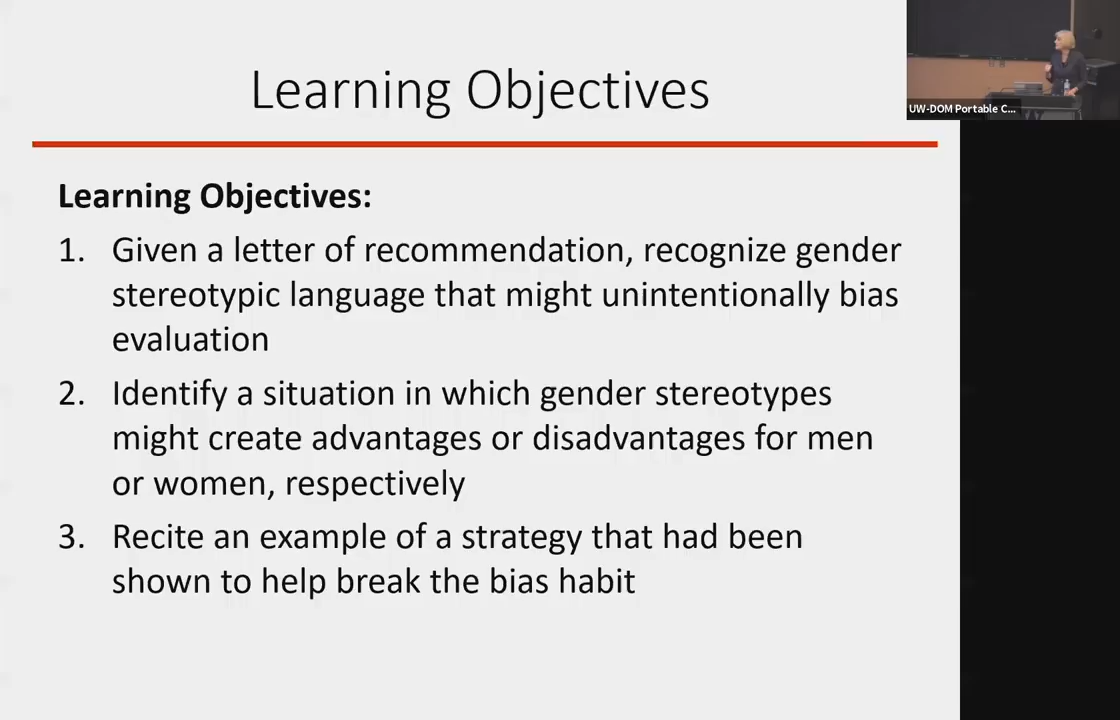 Learning Objectives
UW-DOM Portable C...
Learning Objectives:
1. Given a letter of recommendation, recognize gender
stereotypic language that might unintentionally bias
evaluation
2. Identify a situation in which gender stereotypes
might create advantages or disadvantages for men
or women, respectively
3. Recite an example of a strategy that had been
shown to help break the bias habit